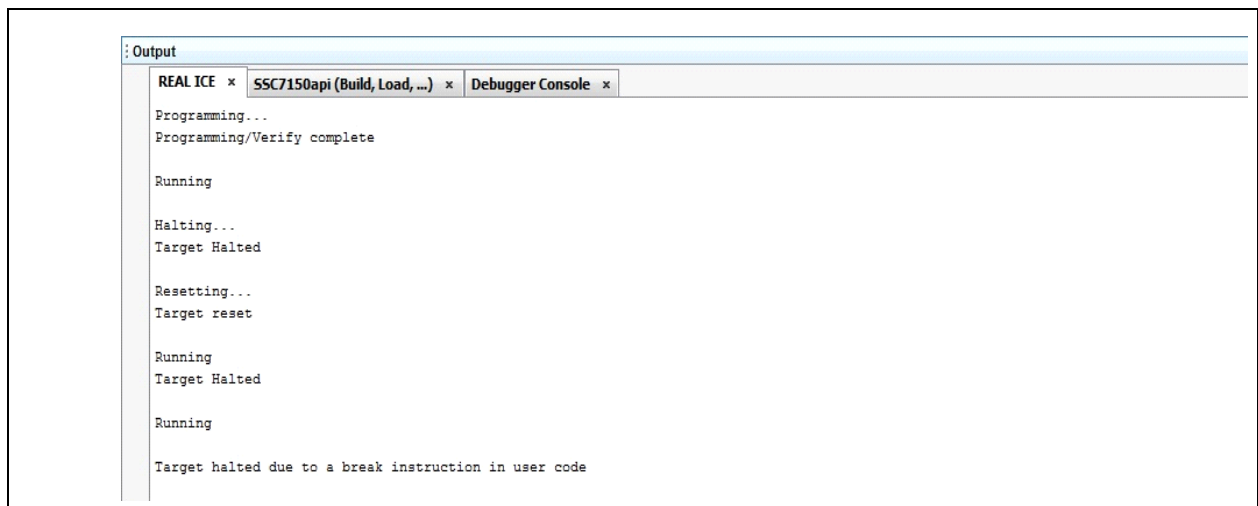 Output
REAL ICE × SSC7150api (Build, Load, ...) × Debugger Console ×
Programming...
Programming/Verify complete
Running
Halting...
Target Halted
Resetting...
Target reset
Running
Target Halted
Running
Target halted due to a break instruction in user code